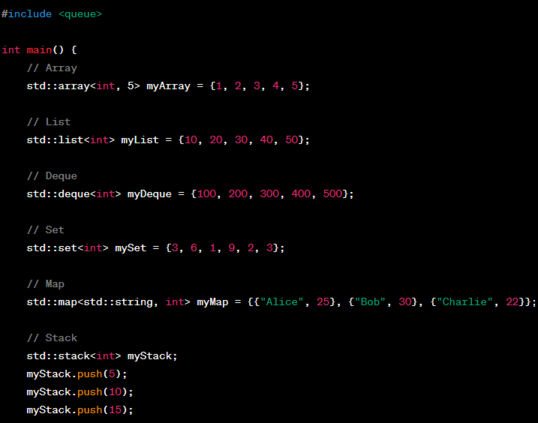 #include <queue>
int main() {
// Array
std::array<int, 5> myArray = {1, 2, 3, 4, 5};
// List
std::list<int> myList = {10, 20, 30, 40, 50};
// Deque
std::deque<int> myDeque = {100, 200, 300, 400, 500};
// Set
std::set<int> mySet = {3, 6, 1, 9, 2, 3};
// Map
std::map<std::string, int> myMap = {{"Alice", 25}, {"Bob", 30}, {"Charlie", 22}};
// Stack
std::stack<int> myStack;
myStack.push(5);
myStack.push(10);
myStack.push(15);